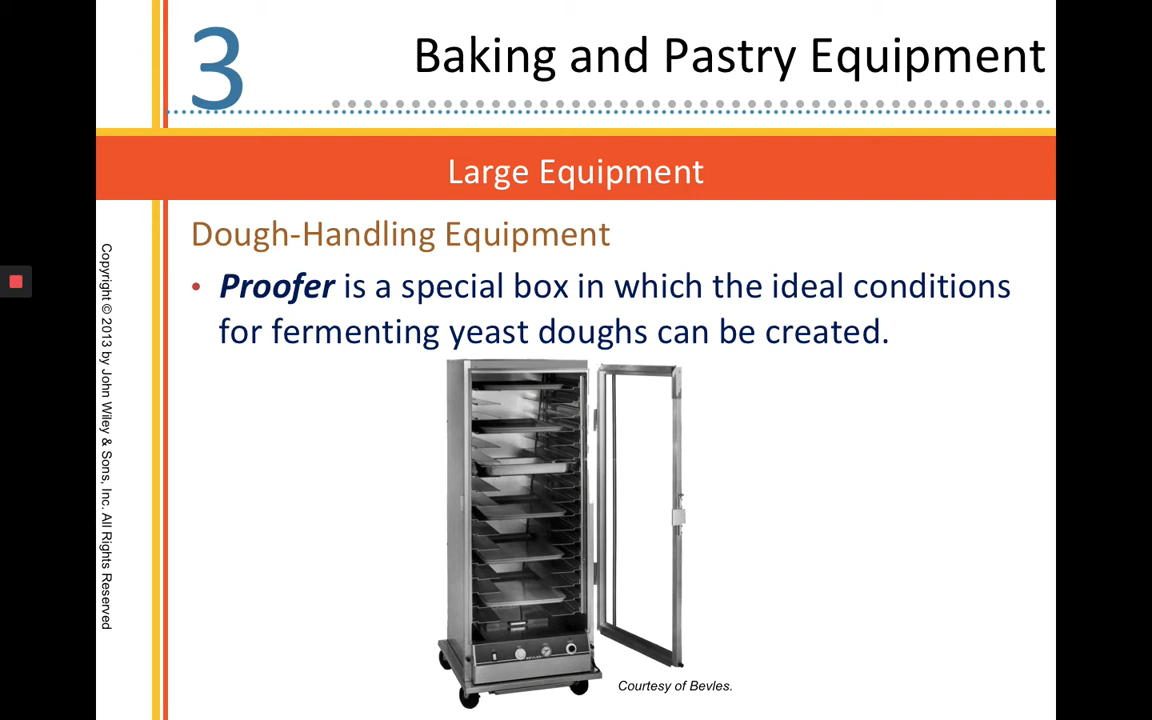 3
Baking and Pastry Equipment
Large Equipment
Dough-Handling Equipment
• Proofer is a special box in which the ideal conditions
for fermenting yeast doughs can be created.
Courtesy of Bevles.
Copyright © 2013 by John Wiley & Sons, Inc. All Rights Reserved